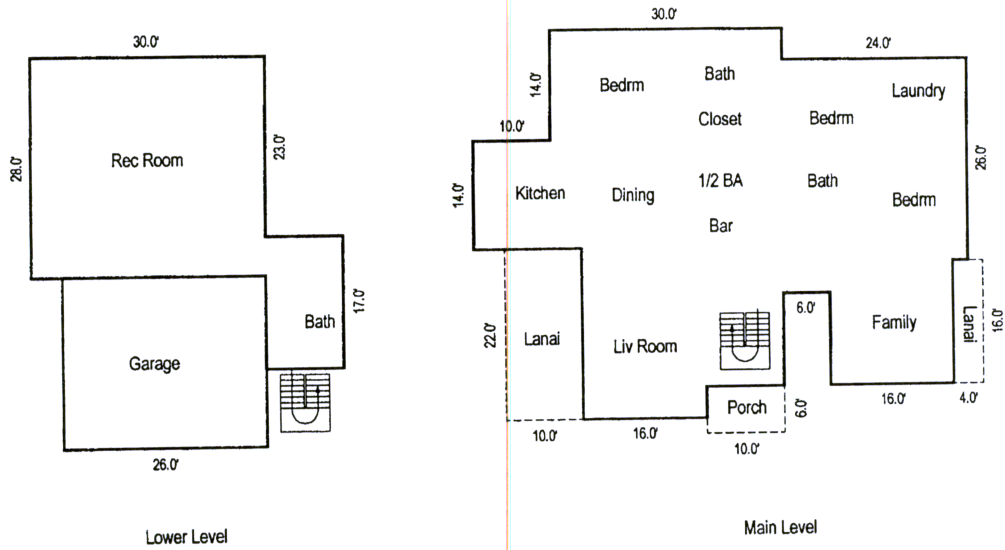 30.0'
28.0'
Rec Room
23.0'
Bath
17.0'
Garage
26.0'
Lower Level
30.0'
24.0'
14.0'
Bedrm
Bath
Laundry
Closet
Bedrm
10.0'
26.0'
14.0'
Kitchen
Dining
1/2 BA
Bath
Bedrm
Bar
22.0'
Lanai
Liv Room
6.0'
Family
Lanai
16.0'
Porch
6.0'
16.0'
4.0'
10.0'
16.0'
10.0'
Main Level